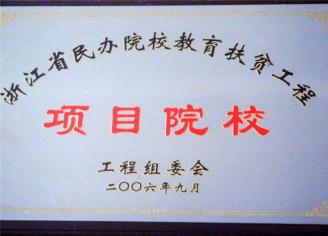 浙江省民办院校教育扶贫工程
项目院校
工程组委会
二〇〇六年九月